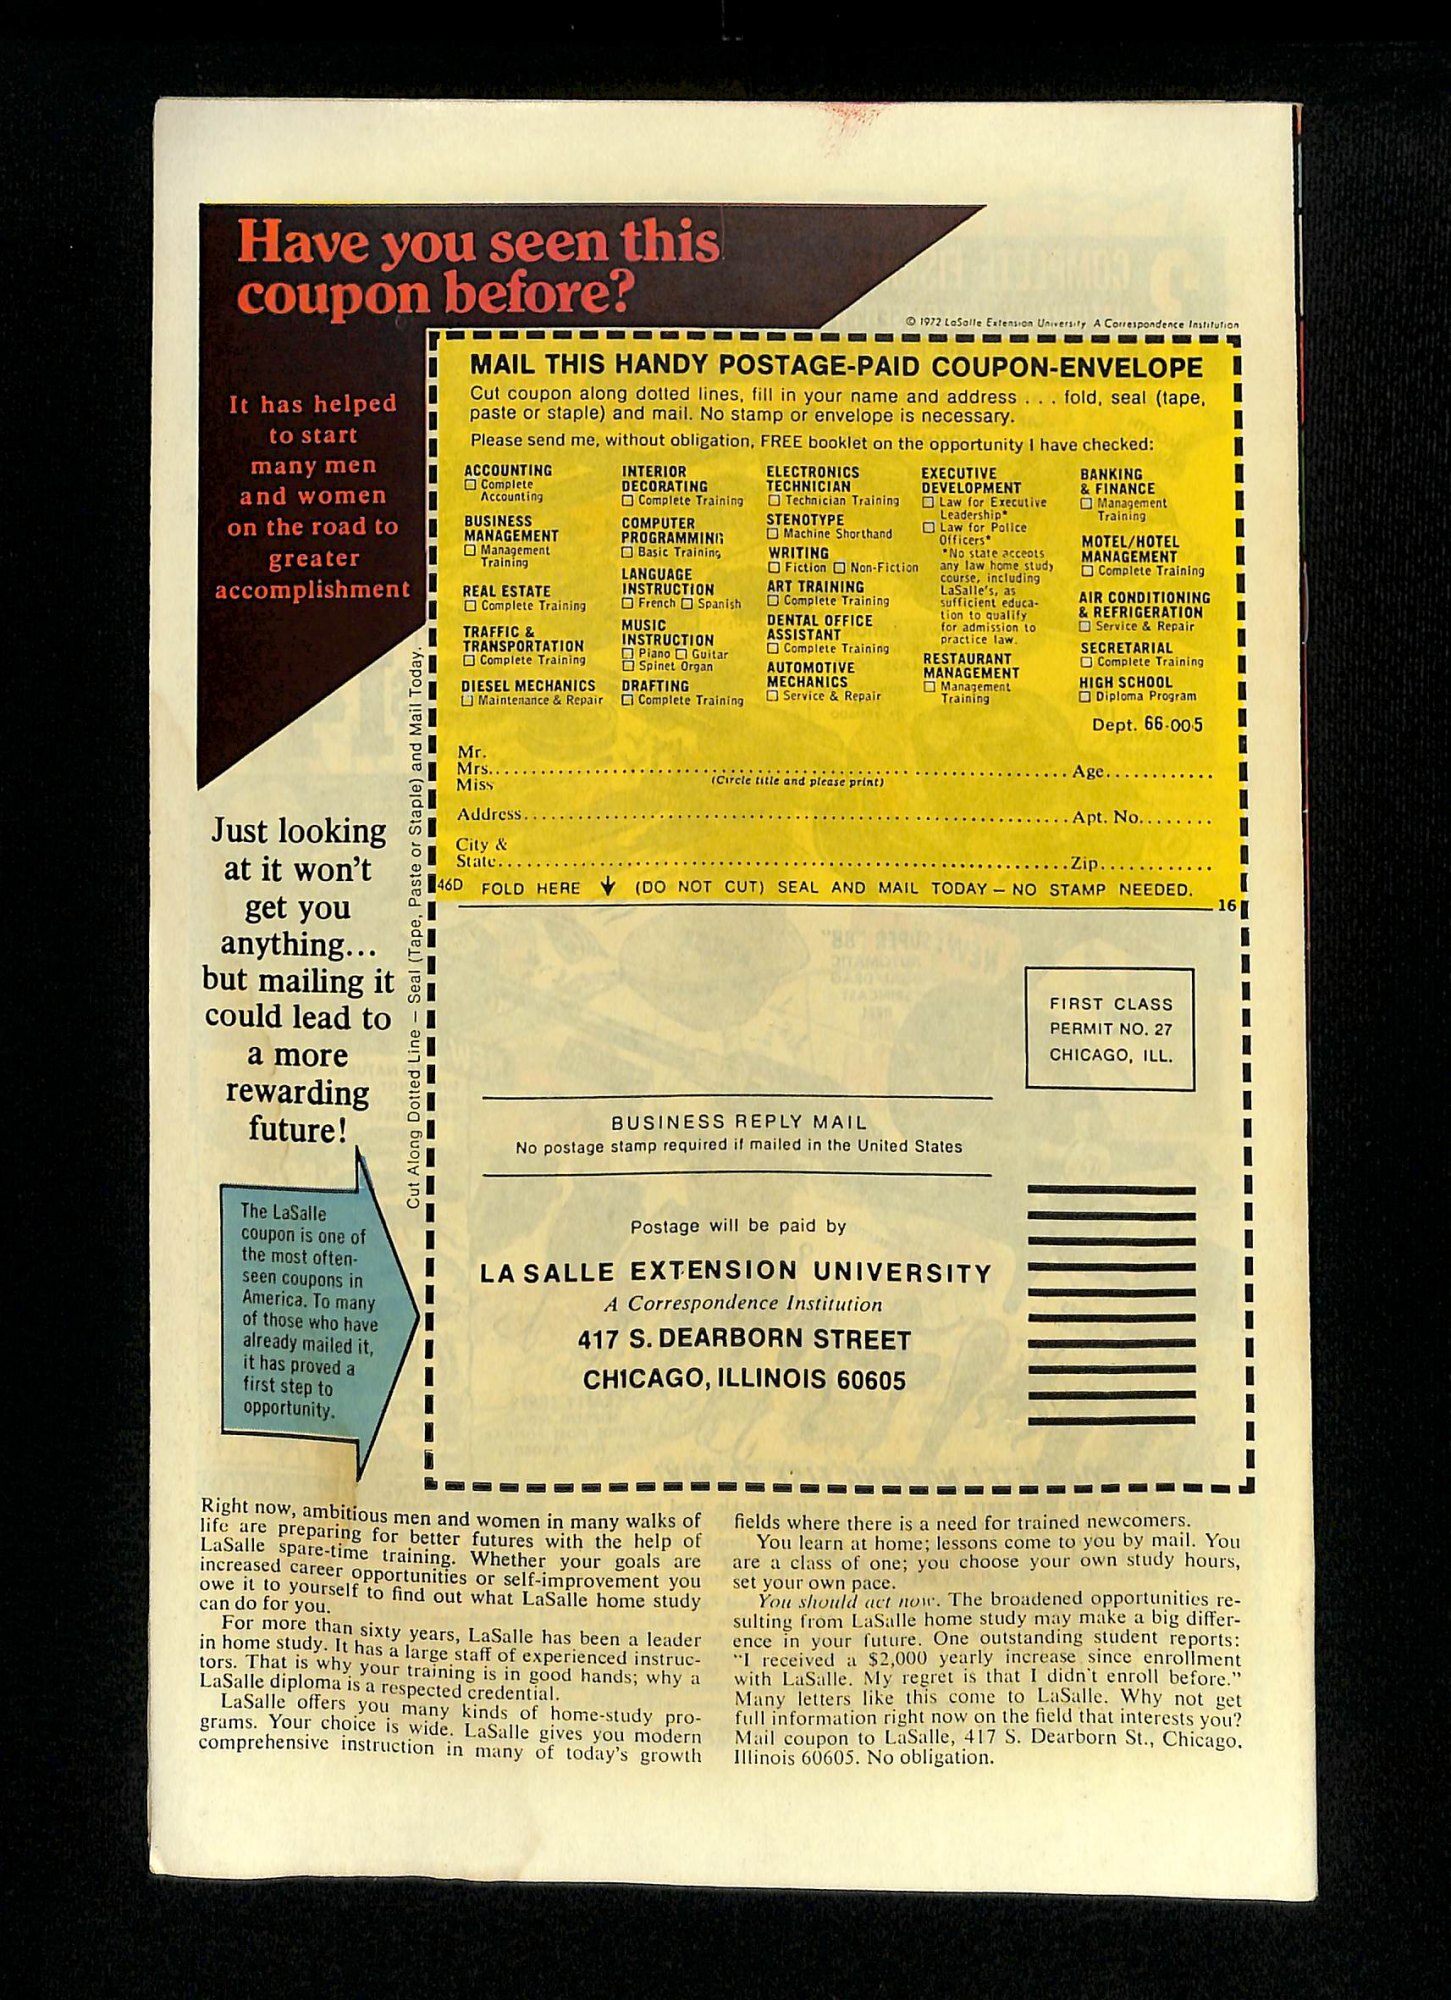 Have you seen this
coupon before?
© 1972 LaSalle Extension University A Correspondence Institution
It has helped
to start
many men
and women
on the road to
greater
accomplishment
Just looking
at it won't
get you
anything...
but mailing it
could lead to
a more
rewarding
future!
The LaSalle
coupon is one of
the most often-
seen coupons in
America. To many
of those who have
already mailed it,
it has proved a
first step to
opportunity.
Cut Along Dotted Line – Seal (Tape, Paste or Staple) and Mail Today.
MAIL THIS HANDY POSTAGE-PAID COUPON-ENVELOPE
Cut coupon along dotted lines, fill in your name and address . . . fold, seal (tape,
paste or staple) and mail. No stamp or envelope is necessary.
Please send me, without obligation, FREE booklet on the opportunity I have checked:
ACCOUNTING
☐ Complete
Accounting
BUSINESS
MANAGEMENT
☐ Management
Training
REAL ESTATE
☐ Complete Training
TRAFFIC &
TRANSPORTATION
☐ Complete Training
DIESEL MECHANICS
☐ Maintenance & Repair
INTERIOR
DECORATING
☐ Complete Training
COMPUTER
PROGRAMMING
☐ Basic Training
LANGUAGE
INSTRUCTION
☐ French ☐ Spanish
MUSIC
INSTRUCTION
☐ Piano ☐ Guitar
☐ Spinet Organ
DRAFTING
☐ Complete Training
ELECTRONICS
TECHNICIAN
☐ Technician Training
STENOTYPE
☐ Machine Shorthand
WRITING
☐ Fiction ☐ Non-Fiction
ART TRAINING
☐ Complete Training
DENTAL OFFICE
ASSISTANT
☐ Complete Training
AUTOMOTIVE
MECHANICS
☐ Service & Repair
EXECUTIVE
DEVELOPMENT
☐ Law for Executive
Leadership*
☐ Law for Police
Officers*
*No state accepts
any law home study
course, including
LaSalle's, as
sufficient educa-
tion to qualify
for admission to
practice law.
RESTAURANT
MANAGEMENT
☐ Management
Training
BANKING
& FINANCE
☐ Management
Training
MOTEL/HOTEL
MANAGEMENT
☐ Complete Training
AIR CONDITIONING
& REFRIGERATION
☐ Service & Repair
SECRETARIAL
☐ Complete Training
HIGH SCHOOL
☐ Diploma Program
Dept. 66-005
Mr.
Mrs. Age
Miss (Circle title and please print)
Address Apt. No.
City &
State Zip
46D FOLD HERE ↓ (DO NOT CUT) SEAL AND MAIL TODAY – NO STAMP NEEDED.
16
FIRST CLASS
PERMIT NO. 27
CHICAGO, ILL.
BUSINESS REPLY MAIL
No postage stamp required if mailed in the United States
Postage will be paid by
LA SALLE EXTENSION UNIVERSITY
A Correspondence Institution
417 S. DEARBORN STREET
CHICAGO, ILLINOIS 60605
Right now, ambitious men and women in many walks of
life are preparing for better futures with the help of
LaSalle spare-time training. Whether your goals are
increased career opportunities or self-improvement you
owe it to yourself to find out what LaSalle home study
can do for you.
For more than sixty years, LaSalle has been a leader
in home study. It has a large staff of experienced instruc-
tors. That is why your training is in good hands; why a
LaSalle diploma is a respected credential.
LaSalle offers you many kinds of home-study pro-
grams. Your choice is wide. LaSalle gives you modern
comprehensive instruction in many of today's growth
fields where there is a need for trained newcomers.
You learn at home; lessons come to you by mail. You
are a class of one; you choose your own study hours,
set your own pace.
You should act now. The broadened opportunities re-
sulting from LaSalle home study may make a big differ-
ence in your future. One outstanding student reports:
"I received a $2,000 yearly increase since enrollment
with LaSalle. My regret is that I didn't enroll before."
Many letters like this come to LaSalle. Why not get
full information right now on the field that interests you?
Mail coupon to LaSalle, 417 S. Dearborn St., Chicago,
Illinois 60605. No obligation.